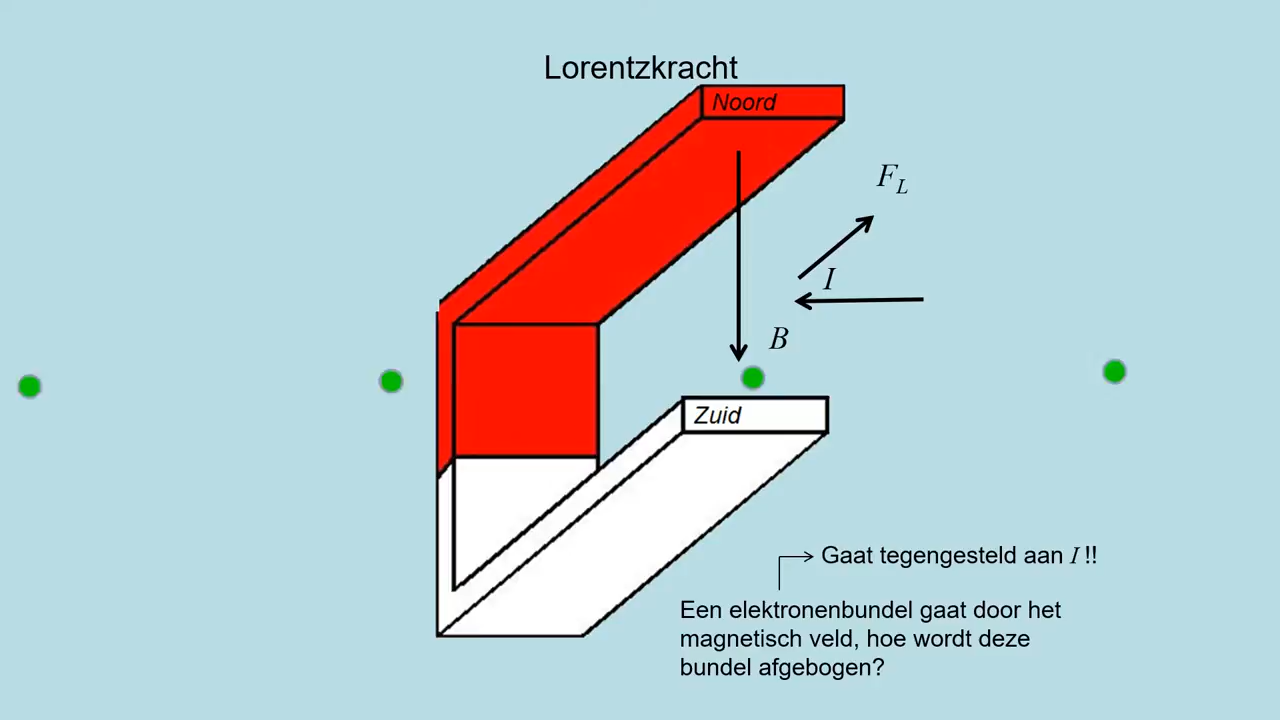 Lorentzkracht
Noord
F_L
I
B
Zuid
Gaat tegengesteld aan I !!
Een elektronenbundel gaat door het
magnetisch veld, hoe wordt deze
bundel afgebogen?